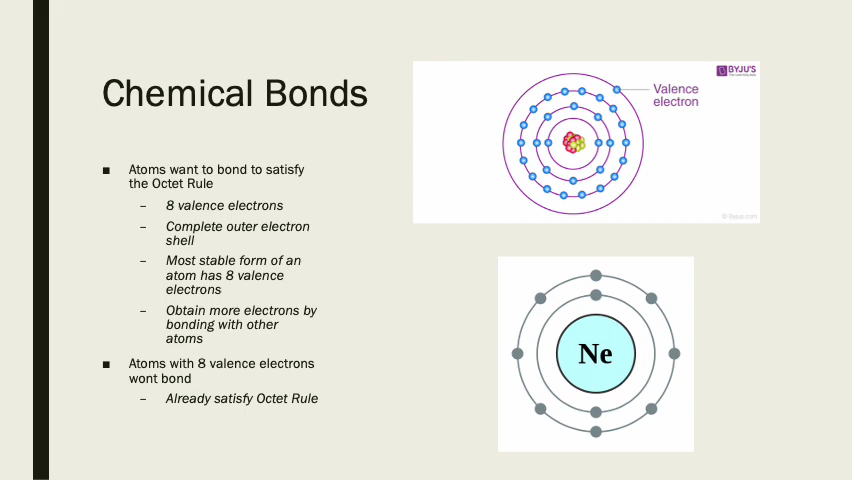 Chemical Bonds
Atoms want to bond to satisfy
the Octet Rule
– 8 valence electrons
– Complete outer electron
shell
– Most stable form of an
atom has 8 valence
electrons
– Obtain more electrons by
bonding with other
atoms
Atoms with 8 valence electrons
wont bond
– Already satisfy Octet Rule
BYJU'S
Valence
electron
© Byjus.com
Ne